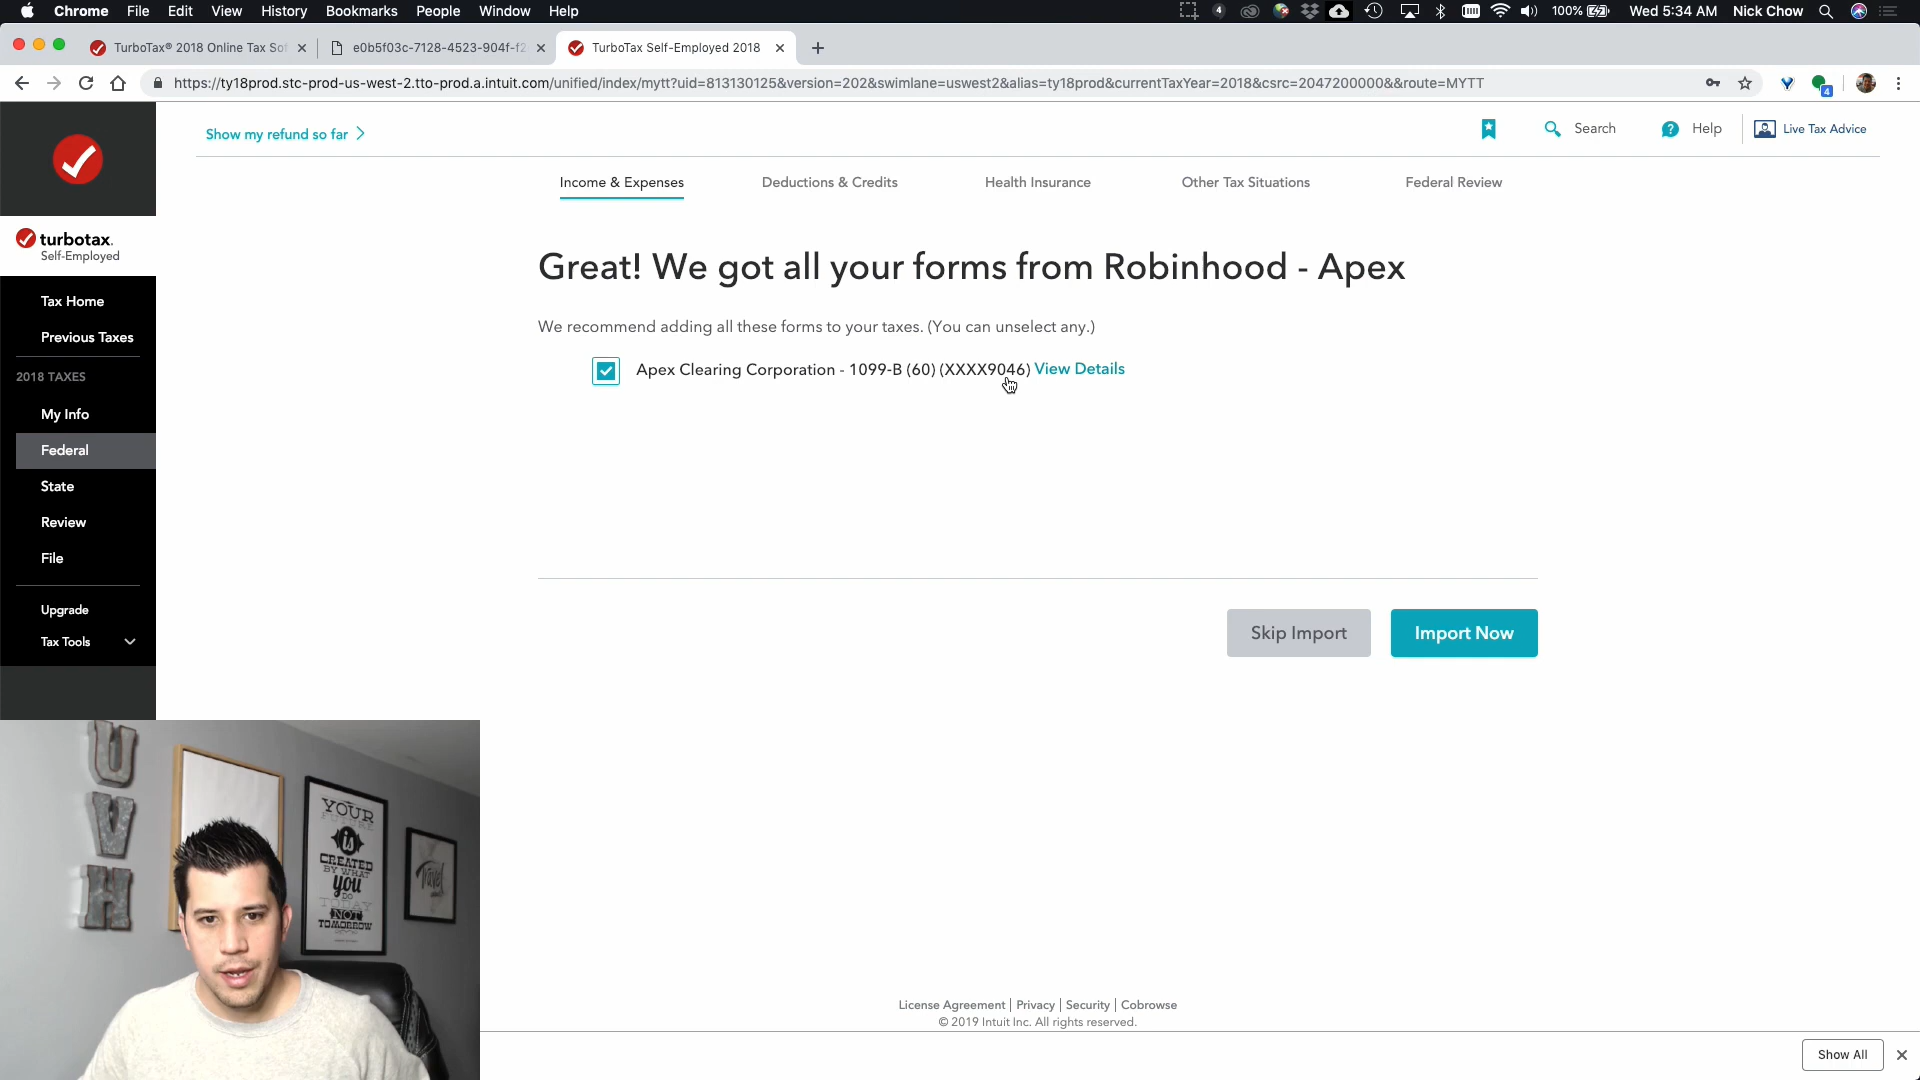 Chrome File Edit View History Bookmarks People Window Help
4
100%
Wed 5:34 AM Nick Chow
TurboTax® 2018 Online Tax Sof
e0b5f03c-7128-4523-904f-f2
TurboTax Self-Employed 2018
https://ty18prod.stc-prod-us-west-2.tto-prod.a.intuit.com/unified/index/mytt?uid=813130125&version=202&swimlane=uswest2&alias=ty18prod&currentTaxYear=2018&csrc=2047200000&&route=MYTT
4
Show my refund so far
Search
Help
Live Tax Advice
Income & Expenses
Deductions & Credits
Health Insurance
Other Tax Situations
Federal Review
turbotax.
Self-Employed
Tax Home
Previous Taxes
2018 TAXES
My Info
Federal
State
Review
File
Upgrade
Tax Tools
Great! We got all your forms from Robinhood - Apex
We recommend adding all these forms to your taxes. (You can unselect any.)
Apex Clearing Corporation - 1099-B (60) (XXXX9046) View Details
Skip Import
Import Now
U
V
H
YOUR
FUTURE
is
CREATED
BY WHAT
YOU
DO
TODAY
NOT
TOMORROW
Travel
License Agreement | Privacy | Security | Cobrowse
© 2019 Intuit Inc. All rights reserved.
Show All